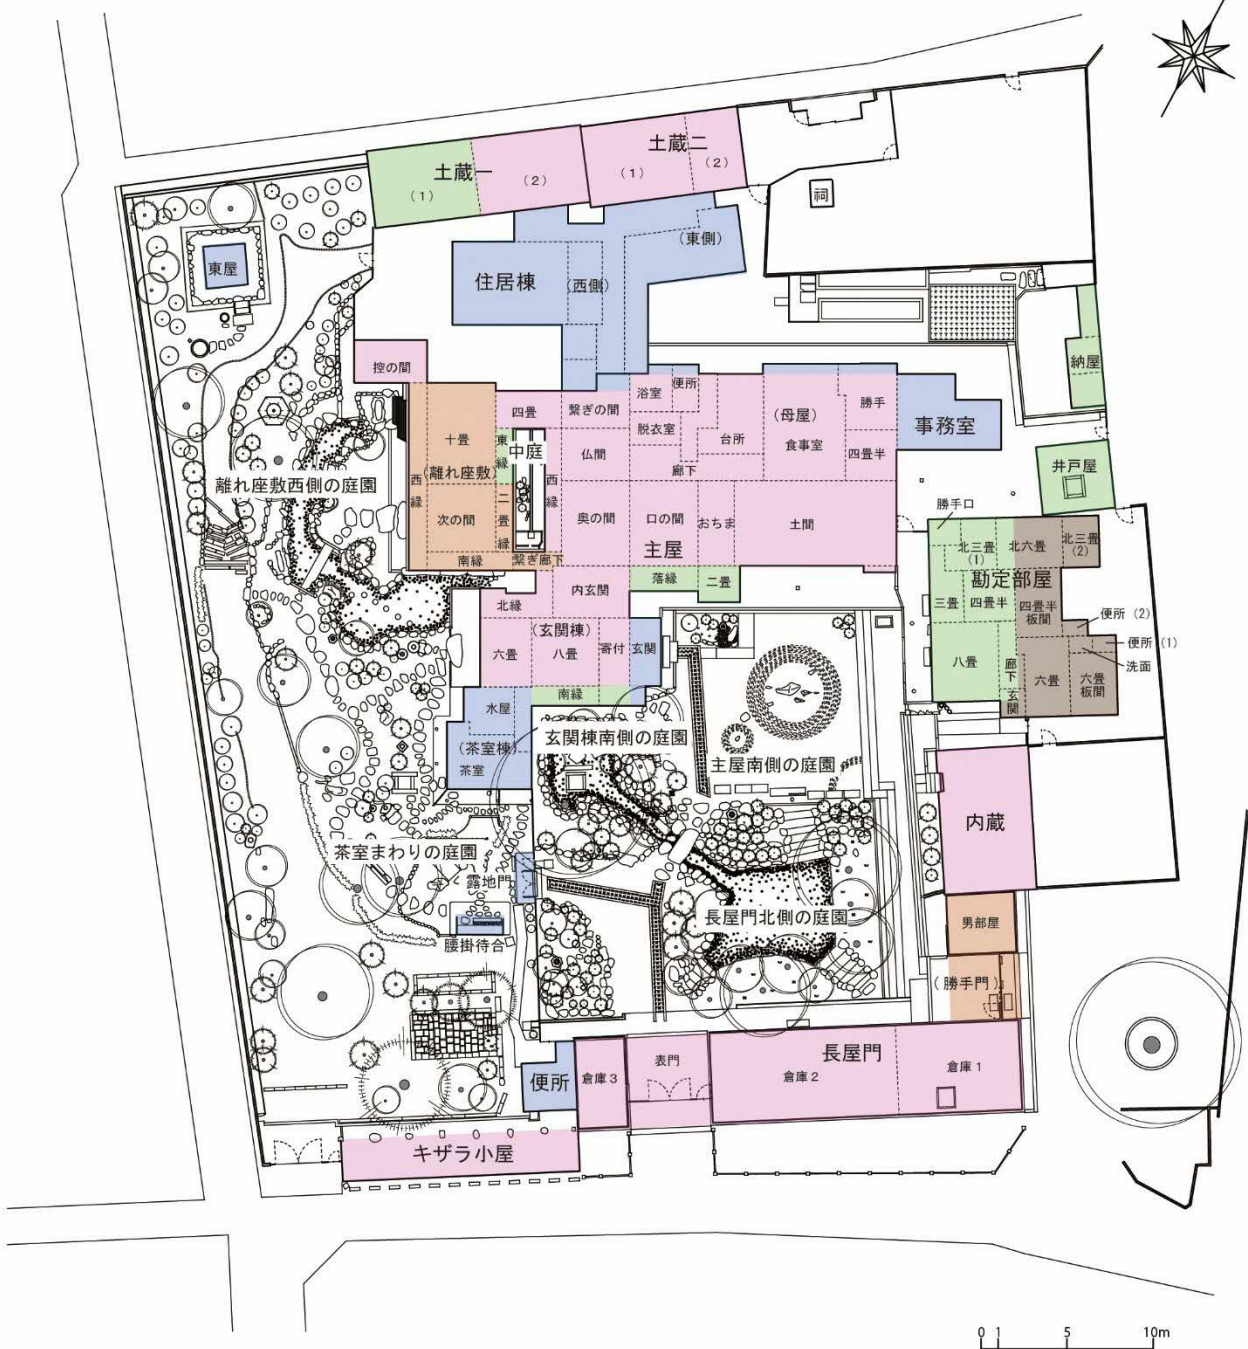 土蔵一
(1)
(2)
土蔵二
(1)
(2)
祠
東屋
住居棟
(西側)
(東側)
納屋
控の間
浴室
便所
勝手
(母屋)
事務室
四畳
繋ぎの間
脱衣室
台所
食事室
四畳半
十畳
東縁
中庭
仏間
廊下
(離れ座敷)
離れ座敷西側の庭園
西縁
西縁
井戸屋
次の間
二畳縁
奥の間
口の間
おちま
土間
主屋
南縁
繋ぎ廊下
勝手口
北三畳
(1)
北六畳
北三畳
(2)
勘定部屋
内玄関
落縁
二畳
三畳
四畳半
四畳半
板間
便所(2)
便所(1)
洗面
北縁
(玄関棟)
六畳
八畳
寄付
玄関
八畳
廊下
玄関
六畳
六畳
板間
南縁
水屋
(茶室棟)
茶室
玄関棟南側の庭園
主屋南側の庭園
内蔵
茶室まわりの庭園
露地門
腰掛待合
長屋門北側の庭園
男部屋
(勝手門)
便所
倉庫3
表門
長屋門
倉庫2
倉庫1
キザラ小屋
0 1 5 10m